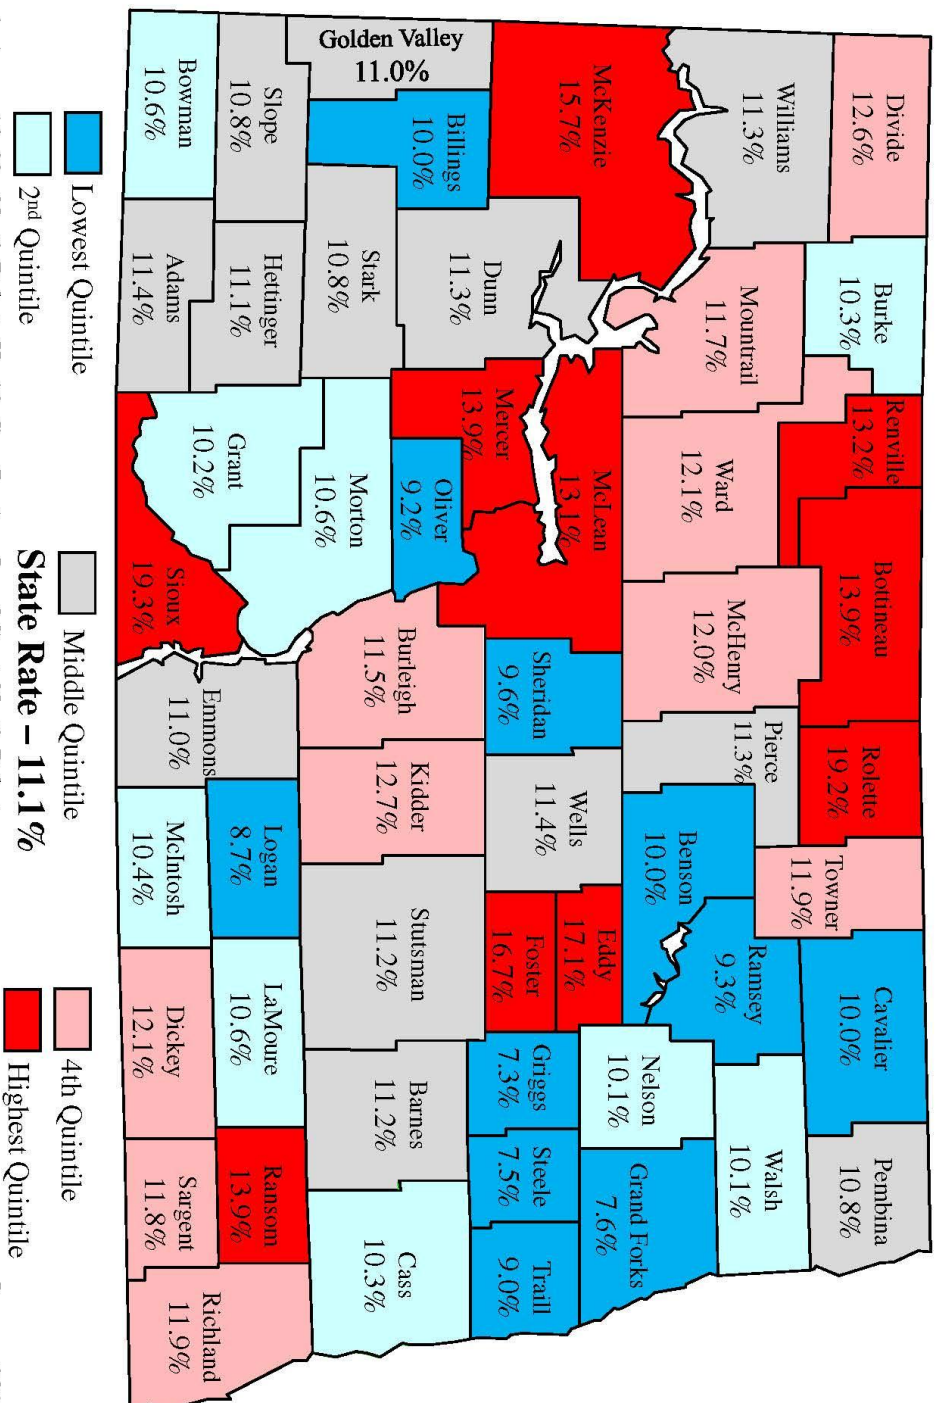 Divide
12.6%
Burke
10.3%
Renville
13.2%
Bottineau
13.9%
Rolette
19.2%
Towner
11.9%
Cavalier
10.0%
Pembina
10.8%
Williams
11.3%
Mountrail
11.7%
Ward
12.1%
McHenry
12.0%
Pierce
11.3%
Benson
10.0%
Ramsey
9.3%
Walsh
10.1%
McKenzie
15.7%
McLean
13.1%
Sheridan
9.6%
Wells
11.4%
Eddy
17.1%
Foster
16.7%
Nelson
10.1%
Grand Forks
7.6%
Golden Valley
11.0%
Billings
10.0%
Dunn
11.3%
Mercer
13.9%
Oliver
9.2%
Griggs
7.3%
Steele
7.5%
Traill
9.0%
Slope
10.8%
Stark
10.8%
Morton
10.6%
Burleigh
11.5%
Kidder
12.7%
Stutsman
11.2%
Barnes
11.2%
Cass
10.3%
Bowman
10.6%
Hettinger
11.1%
Adams
11.4%
Grant
10.2%
Sioux
19.3%
Emmons
11.0%
Logan
8.7%
McIntosh
10.4%
LaMoure
10.6%
Dickey
12.1%
Ransom
13.9%
Sargent
11.8%
Richland
11.9%
Lowest Quintile
2nd Quintile
Middle Quintile
State Rate – 11.1%
4th Quintile
Highest Quintile